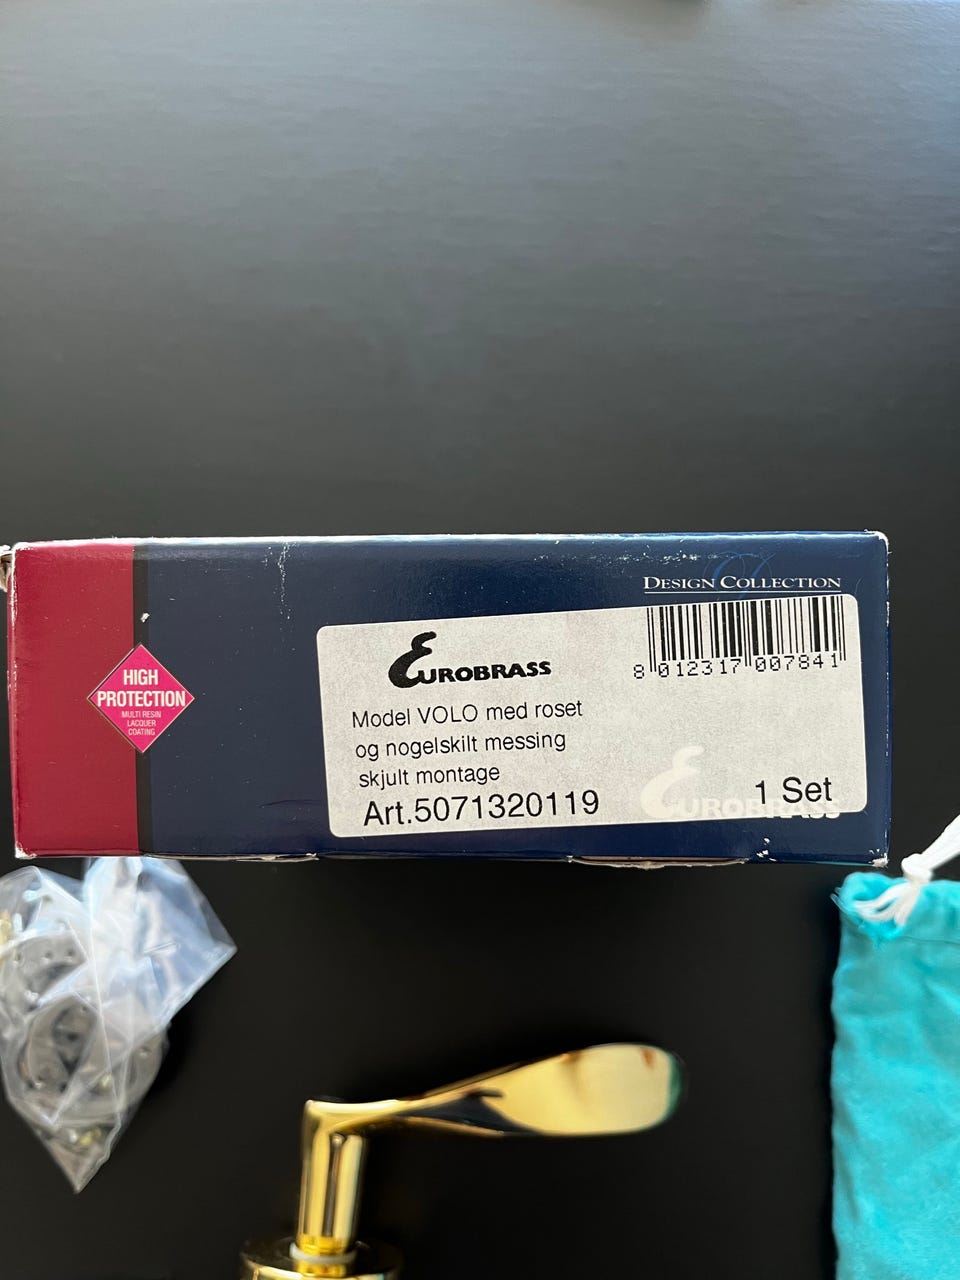 DESIGN COLLECTION
EUROBRASS
8 012317 007841
HIGH
PROTECTION
MULTI RESIN
LACQUER
COATING
Model VOLO med roset
og nogelskilt messing
skjult montage
Art.5071320119
1 Set
EUROBRASS